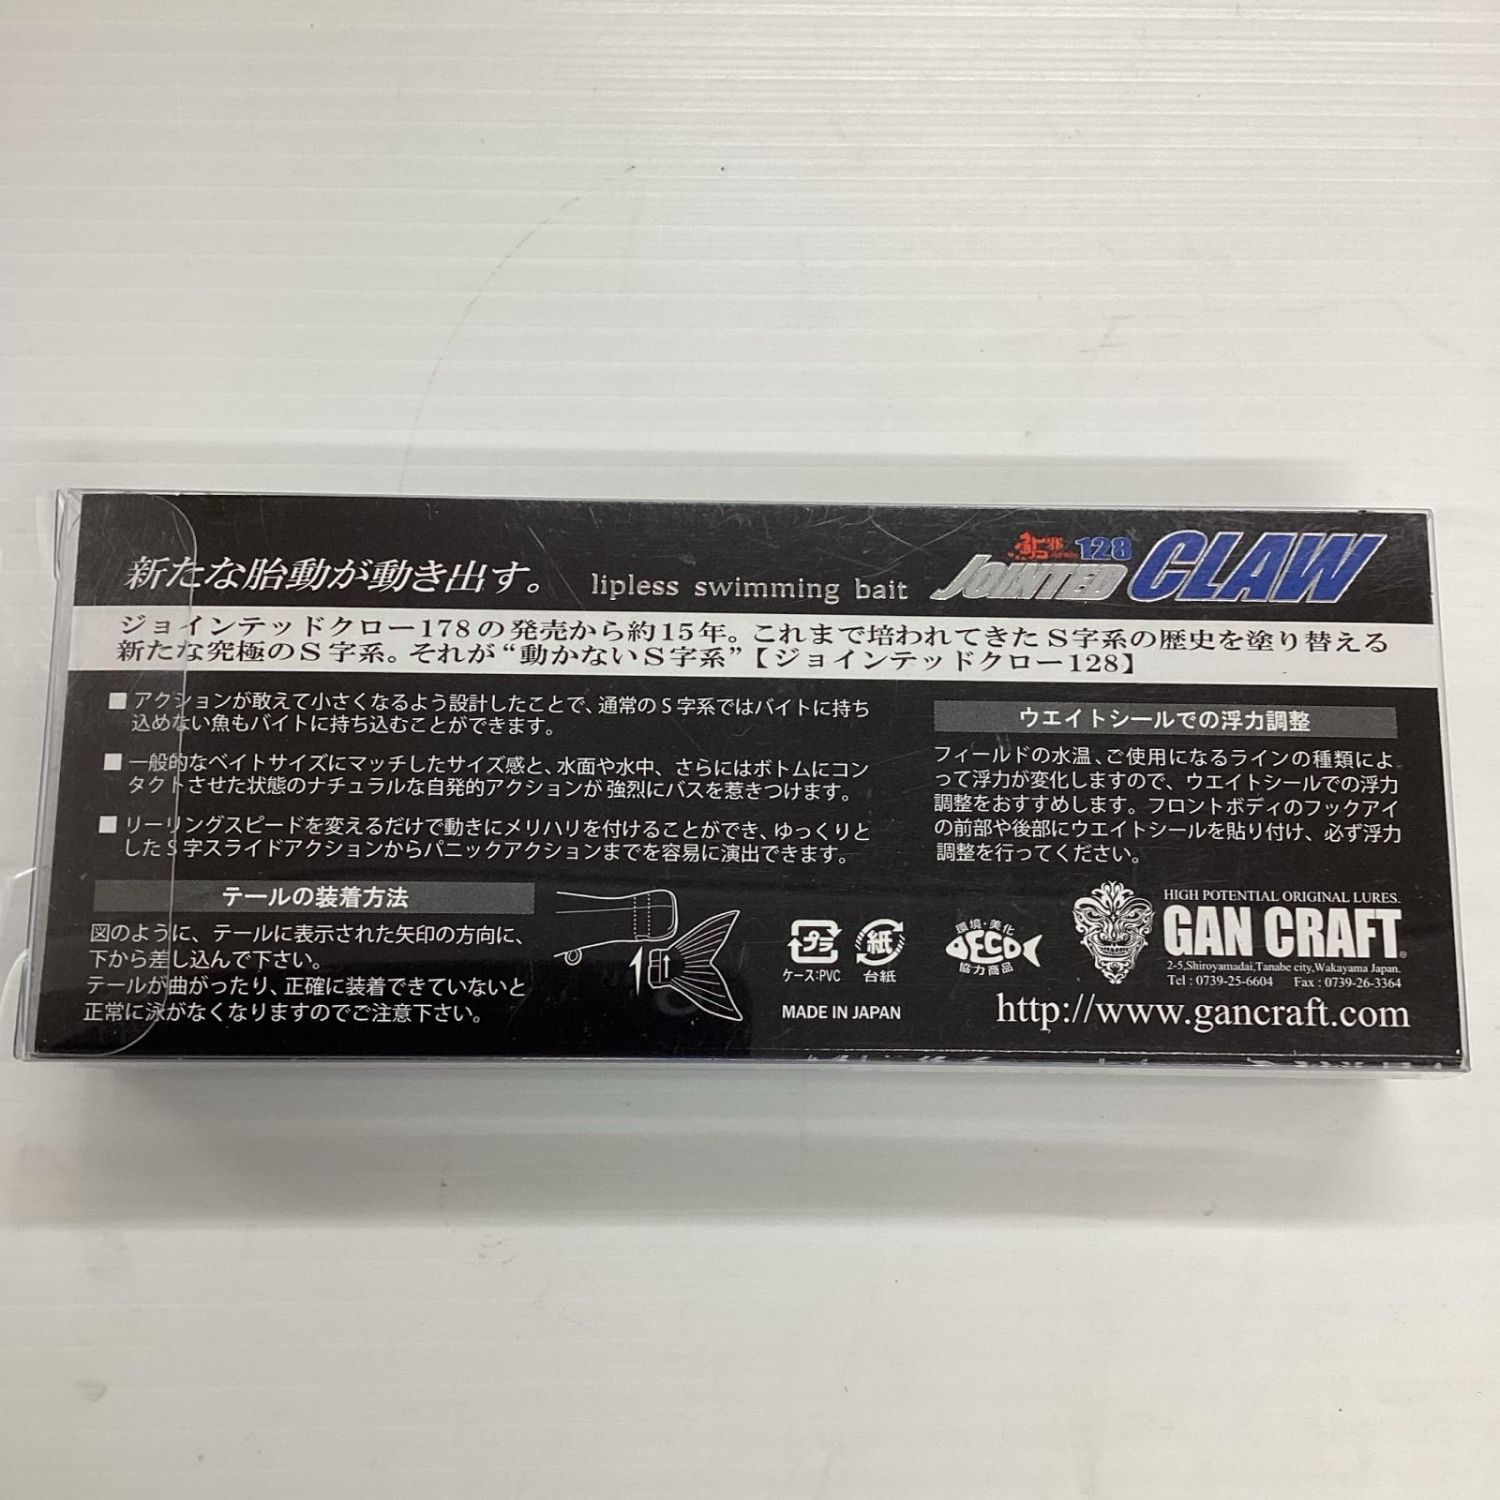 新たな胎動が動き出す。 lipless swimming bait
128
JOINTED CLAW
ジョインテッドクロー178の発売から約15年。これまで培われてきたS字系の歴史を塗り替える
新たな究極のS字系。それが“動かないS字系”【ジョインテッドクロー128】
■アクションが敢えて小さくなるよう設計したことで、通常のS字系ではバイトに持ち
込めない魚もバイトに持ち込むことができます。
■一般的なベイトサイズにマッチしたサイズ感と、水面や水中、さらにはボトムにコン
タクトさせた状態のナチュラルな自発的アクションが強烈にバスを惹きつけます。
■リーリングスピードを変えるだけで動きにメリハリを付けることができ、ゆっくりと
したS字スライドアクションからパニックアクションまでを容易に演出できます。
テールの装着方法
図のように、テールに表示された矢印の方向に、
下から差し込んで下さい。
テールが曲がったり、正確に装着できていないと
正常に泳がなくなりますのでご注意下さい。
ウエイトシールでの浮力調整
フィールドの水温、ご使用になるラインの種類によ
って浮力が変化しますので、ウエイトシールでの浮力
調整をおすすめします。フロントボディのフックアイ
の前部や後部にウエイトシールを貼り付け、必ず浮力
調整を行ってください。
プラ
ケース:PVC
紙
台紙
MADE IN JAPAN
環境・美化
ECO
協力商品
HIGH POTENTIAL ORIGINAL LURES.
GAN CRAFT®
2-5,Shiroyamadai,Tanabe city,Wakayama Japan.
Tel : 0739-25-6604 Fax : 0739-26-3364
http://www.gancraft.com